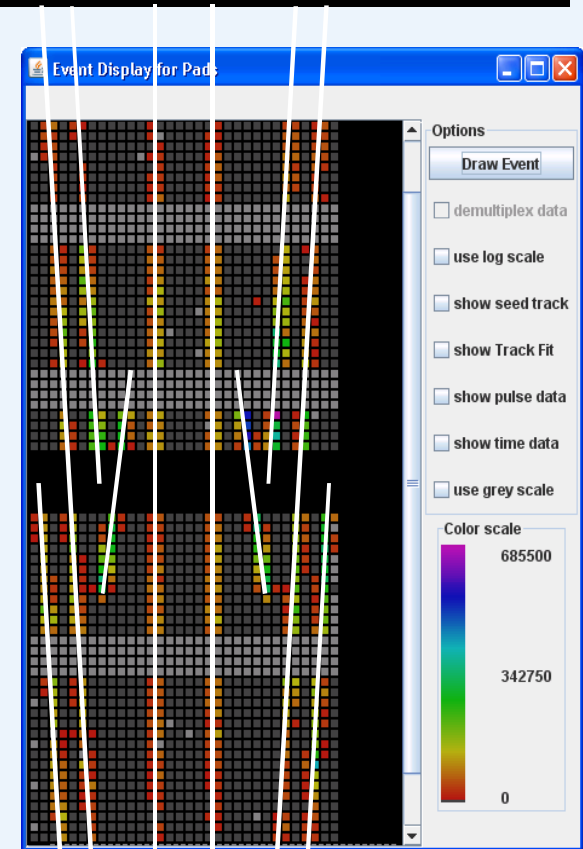 Event Display for Pads
Options
Draw Event
demultiplex data
use log scale
show seed track
show Track Fit
show pulse data
show time data
use grey scale
Color scale
685500
342750
0